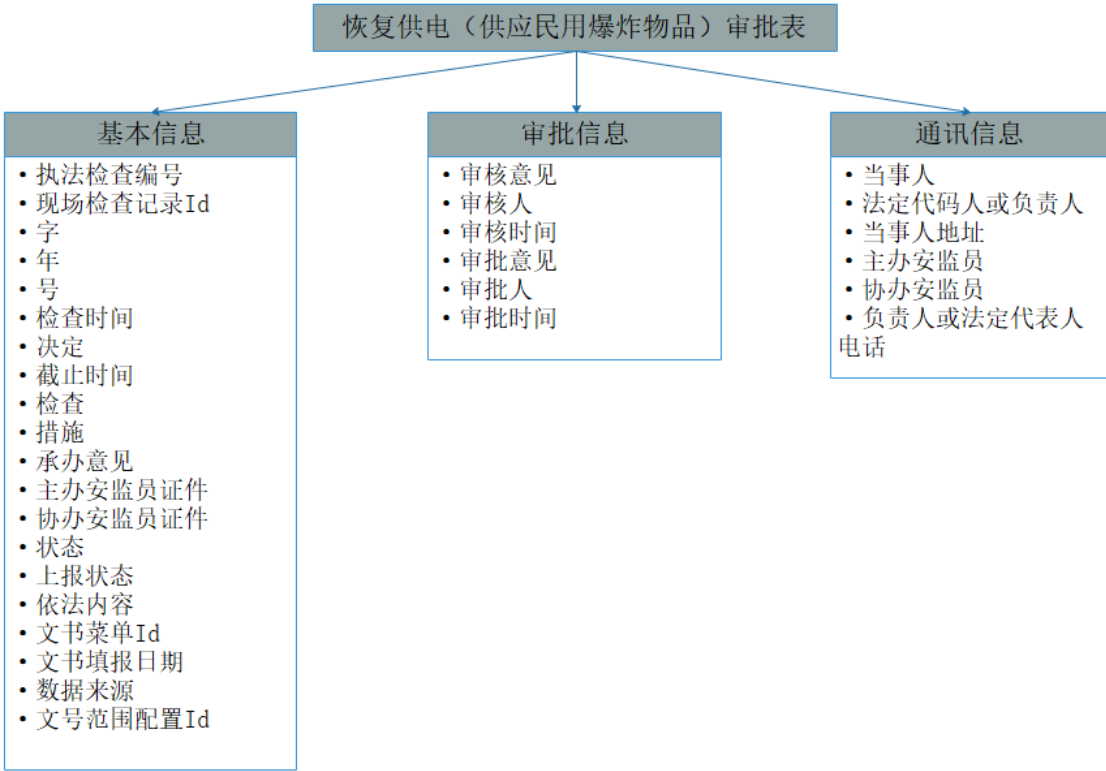 恢复供电（供应民用爆炸物品）审批表
基本信息
•执法检查编号
•现场检查记录Id
•字
•年
•号
•检查时间
•决定
•截止时间
•检查
•措施
•承办意见
•主办安监员证件
•协办安监员证件
•状态
•上报状态
•依法内容
•文书菜单Id
•文书填报日期
•数据来源
•文号范围配置Id
审批信息
•审核意见
•审核人
•审核时间
•审批意见
•审批人
•审批时间
通讯信息
•当事人
•法定代码人或负责人
•当事人地址
•主办安监员
•协办安监员
•负责人或法定代表人
电话